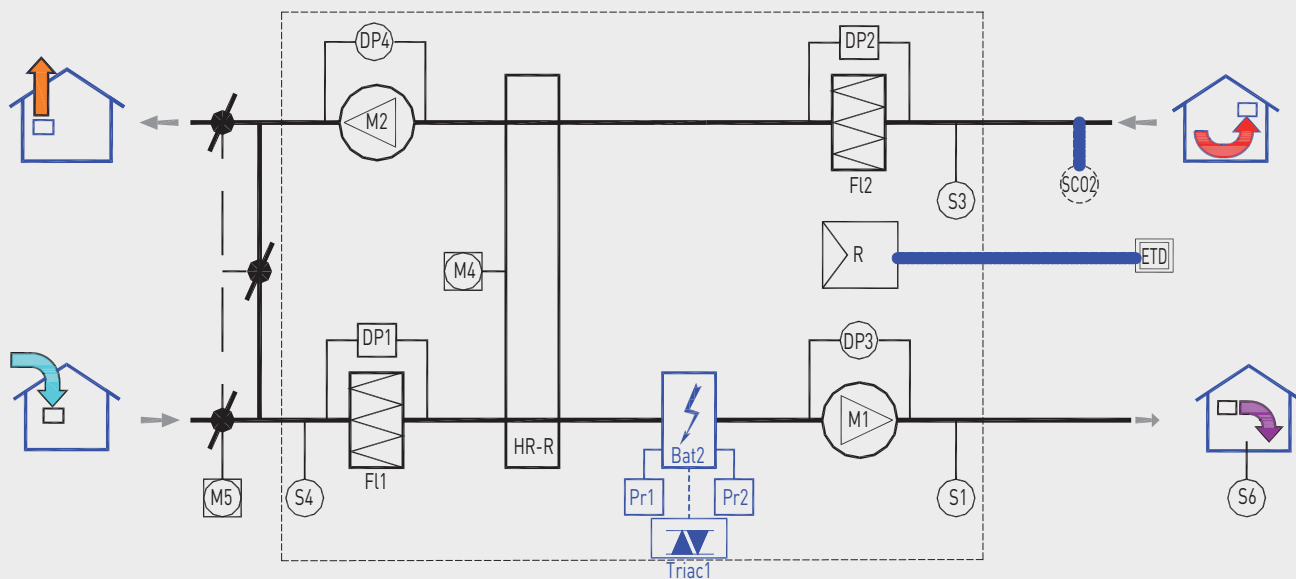 DP4
DP2
M2
Fl2
S3
SCO2
R
ETD
M4
DP1
DP3
M1
HR-R
Fl1
Bat2
M5
S4
Pr1
Pr2
S1
S6
Triac1